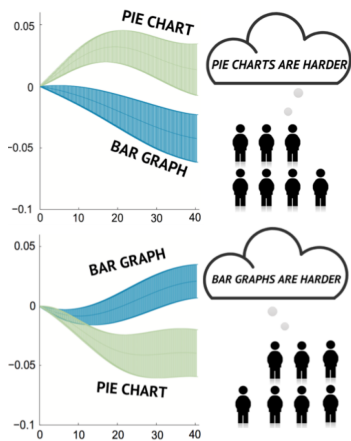 0.05
PIE CHART
PIE CHARTS ARE HARDER
0
BAR GRAPH
−0.05
−0.1
0 10 20 30 40
0.05
BAR GRAPH
BAR GRAPHS ARE HARDER
0
−0.05
PIE CHART
−0.1
0 10 20 30 40